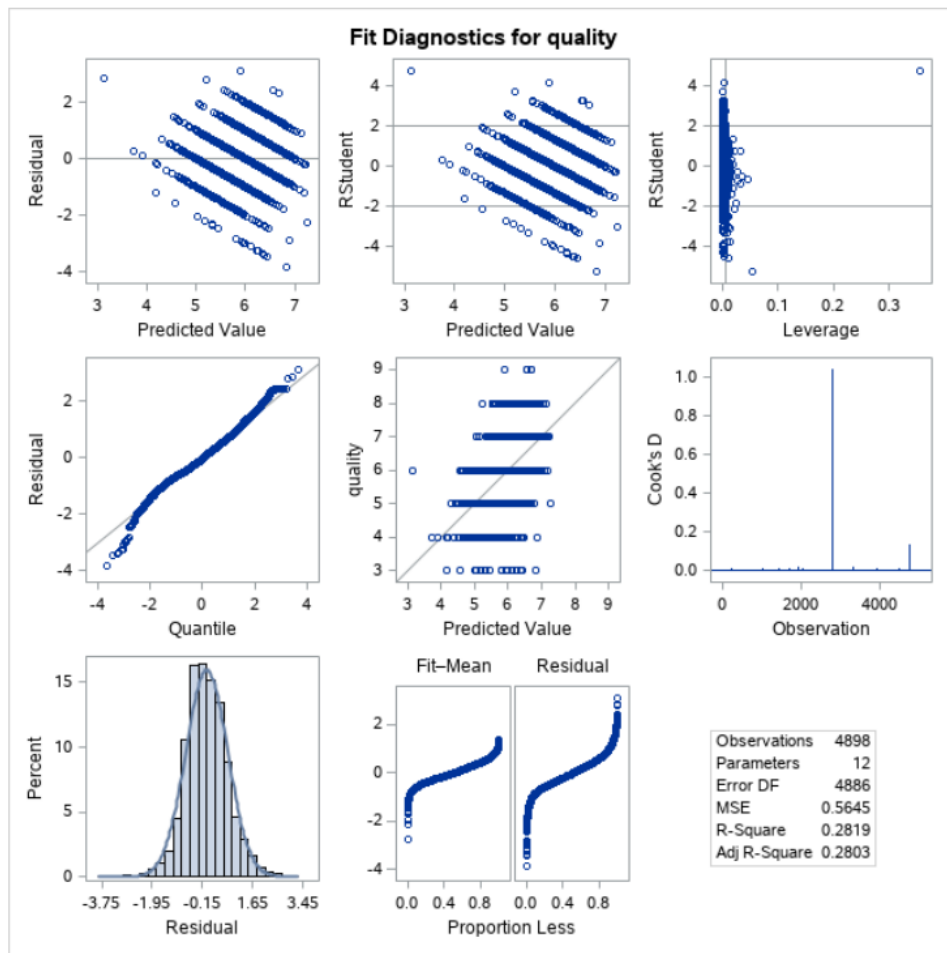 Fit Diagnostics for quality
Residual
2
0
-2
-4
3 4 5 6 7
Predicted Value
RStudent
4
2
0
-2
-4
3 4 5 6 7
Predicted Value
RStudent
4
2
0
-2
-4
0.0 0.1 0.2 0.3
Leverage
Residual
2
0
-2
-4
-4 -2 0 2 4
Quantile
quality
9
8
7
6
5
4
3
3 4 5 6 7 8 9
Predicted Value
Cook's D
1.0
0.8
0.6
0.4
0.2
0.0
0 2000 4000
Observation
Percent
15
10
5
0
-3.75 -1.95 -0.15 1.65 3.45
Residual
Fit–Mean Residual
2
0
-2
-4
0.0 0.4 0.8 0.0 0.4 0.8
Proportion Less
Observations 4898
Parameters 12
Error DF 4886
MSE 0.5645
R-Square 0.2819
Adj R-Square 0.2803